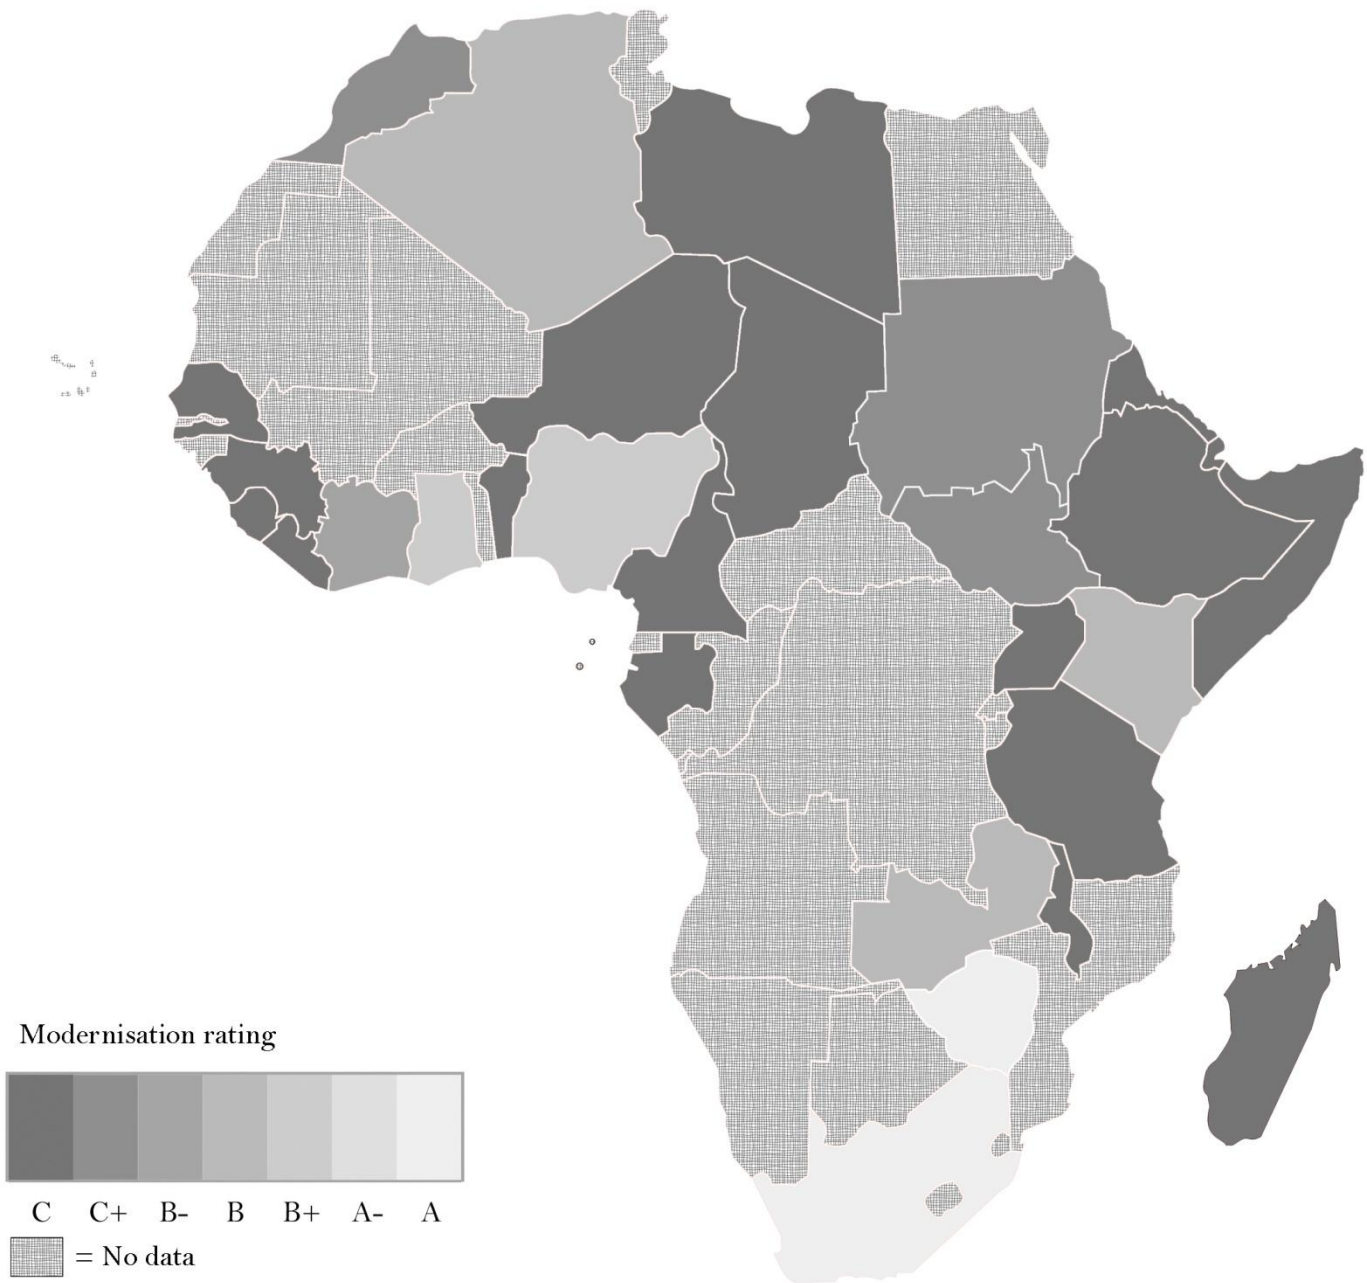 Modernisation rating
C C+ B- B B+ A- A
= No data